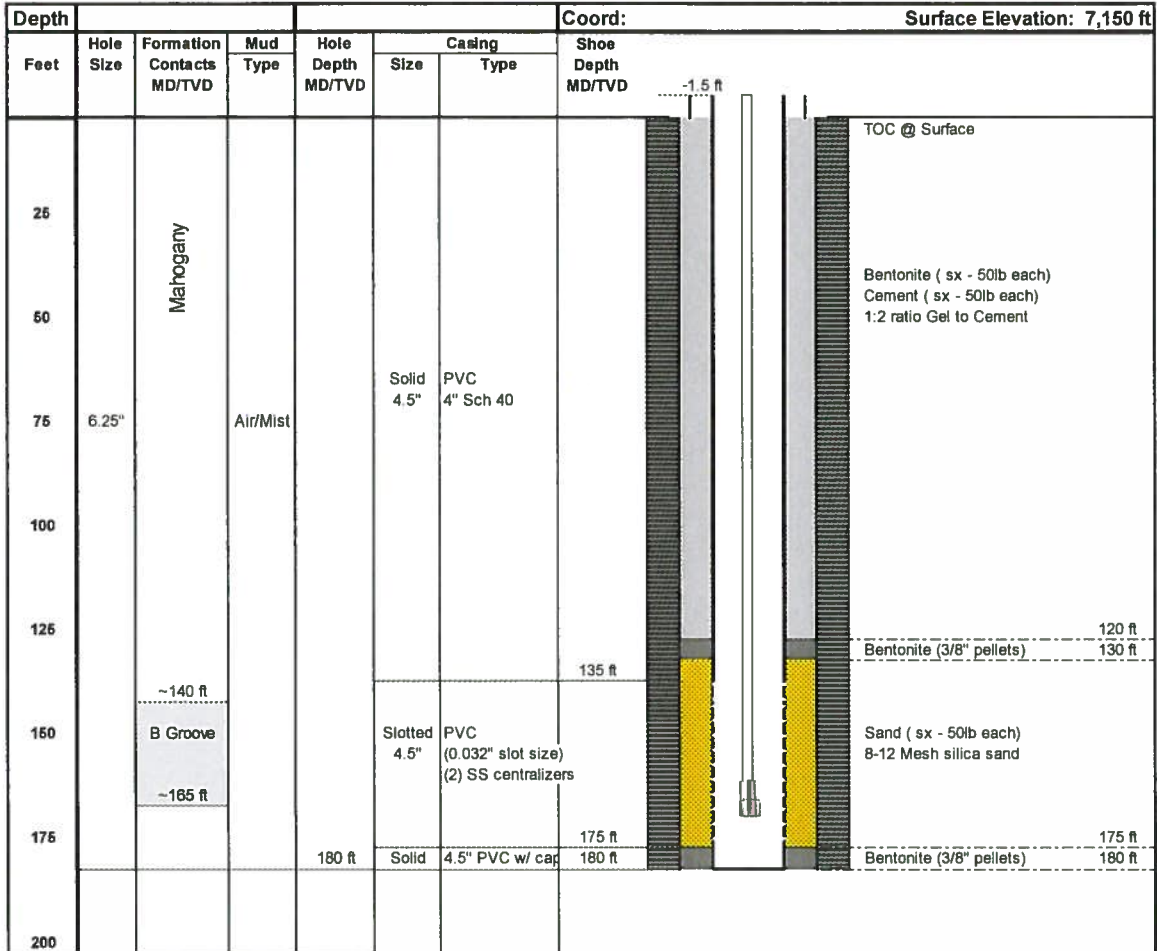 Depth
Coord:
Surface Elevation: 7,150 ft
Feet
Hole Size
Formation Contacts MD/TVD
Mud Type
Hole Depth MD/TVD
Casing
Size
Type
Shoe Depth MD/TVD
-1.5 ft
TOC @ Surface
25
Mahogany
Bentonite ( sx - 50lb each)
Cement ( sx - 50lb each)
1:2 ratio Gel to Cement
50
Solid PVC
4.5" 4" Sch 40
75
6.25"
Air/Mist
100
125
120 ft
Bentonite (3/8" pellets) 130 ft
135 ft
~140 ft
150
B Groove
Slotted PVC
4.5" (0.032" slot size)
(2) SS centralizers
Sand ( sx - 50lb each)
8-12 Mesh silica sand
~165 ft
175
175 ft
175 ft
180 ft
Solid
4.5" PVC w/ cap
180 ft
Bentonite (3/8" pellets) 180 ft
200